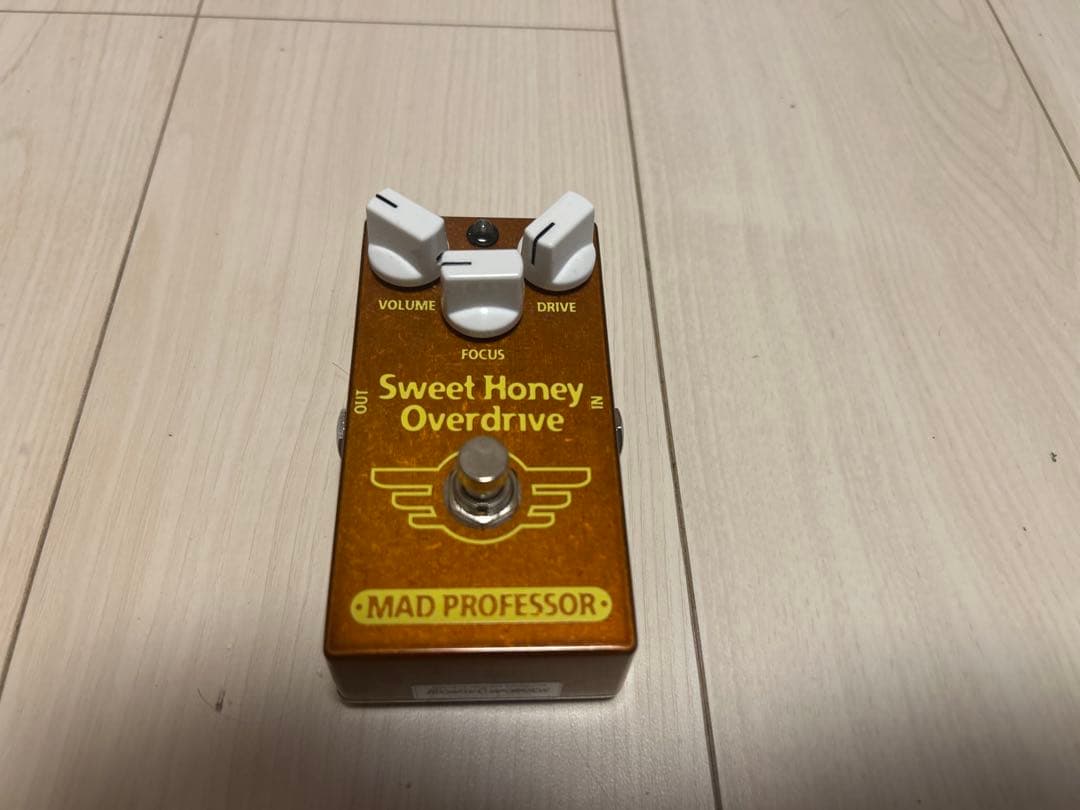 VOLUME
DRIVE
FOCUS
OUT
IN
Sweet Honey
Overdrive
•MAD PROFESSOR•